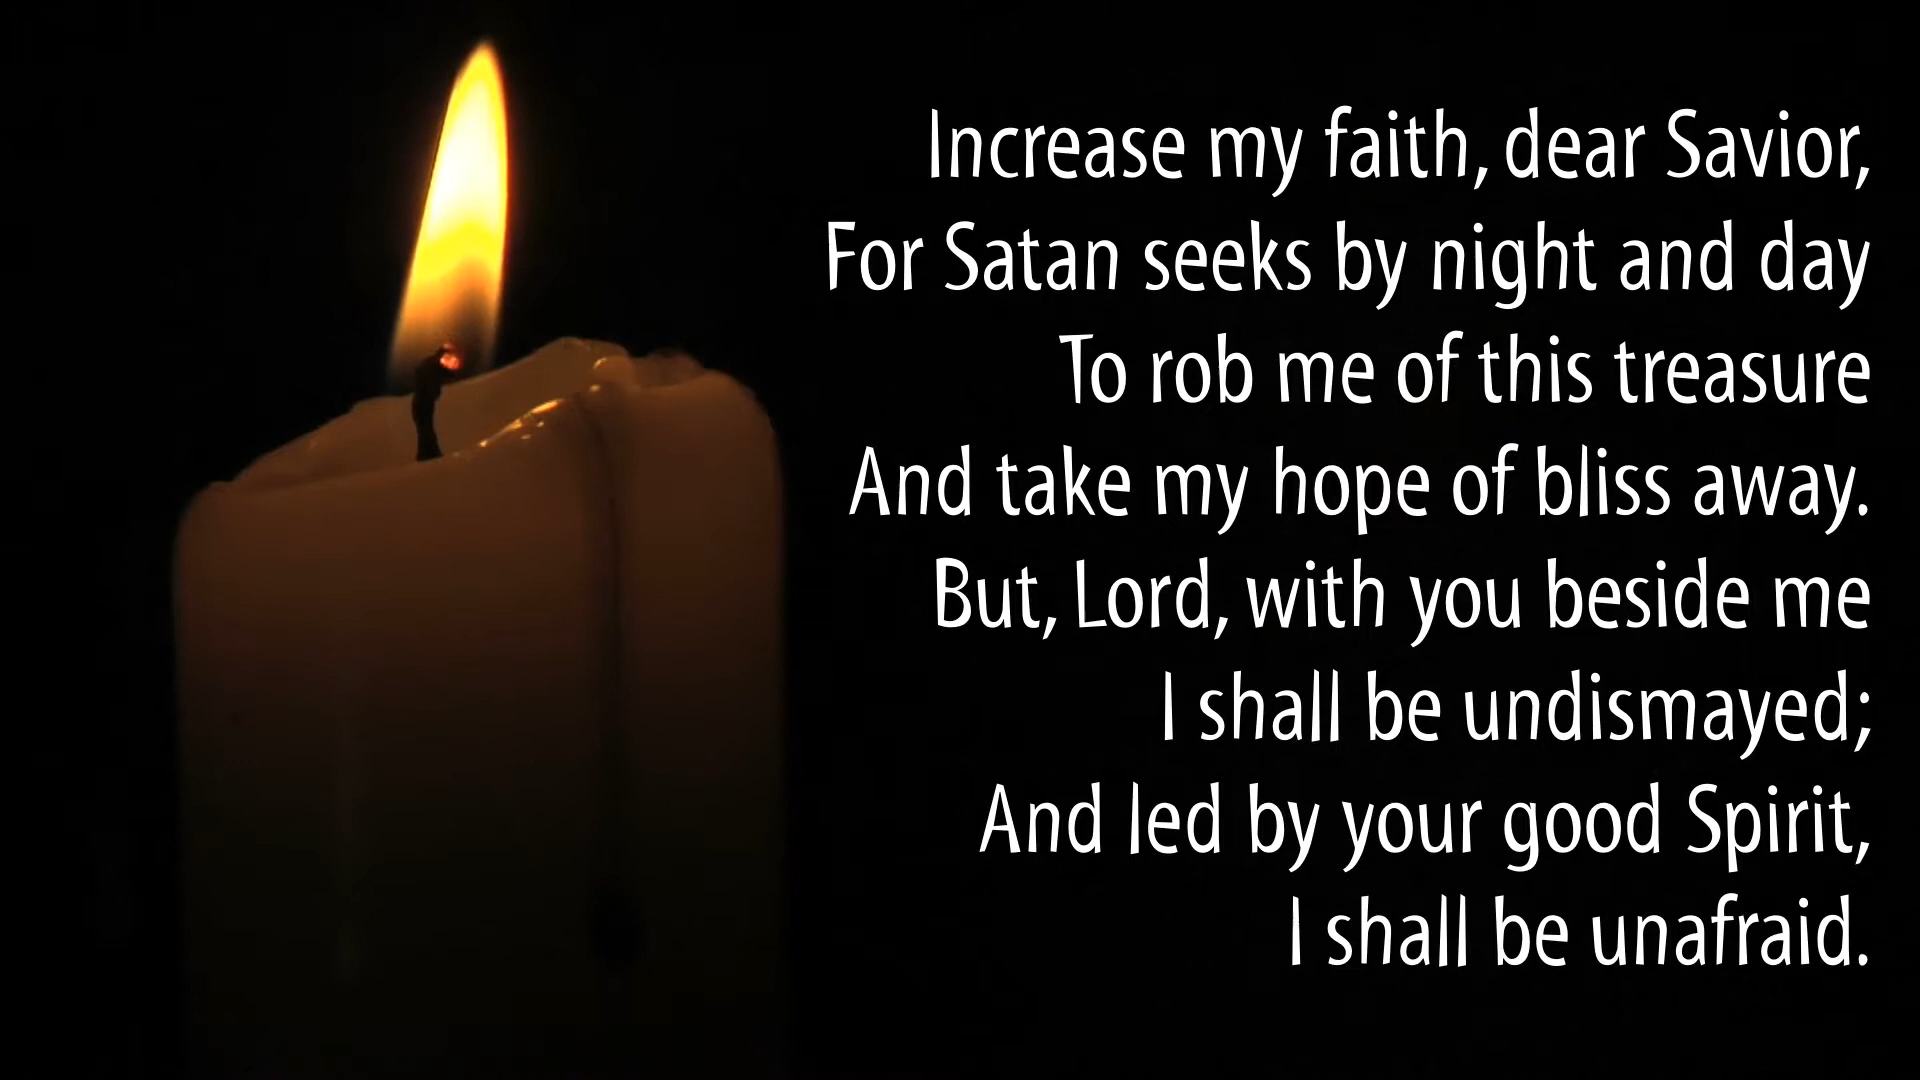 Increase my faith, dear Savior,
For Satan seeks by night and day
To rob me of this treasure
And take my hope of bliss away.
But, Lord, with you beside me
I shall be undismayed;
And led by your good Spirit,
I shall be unafraid.